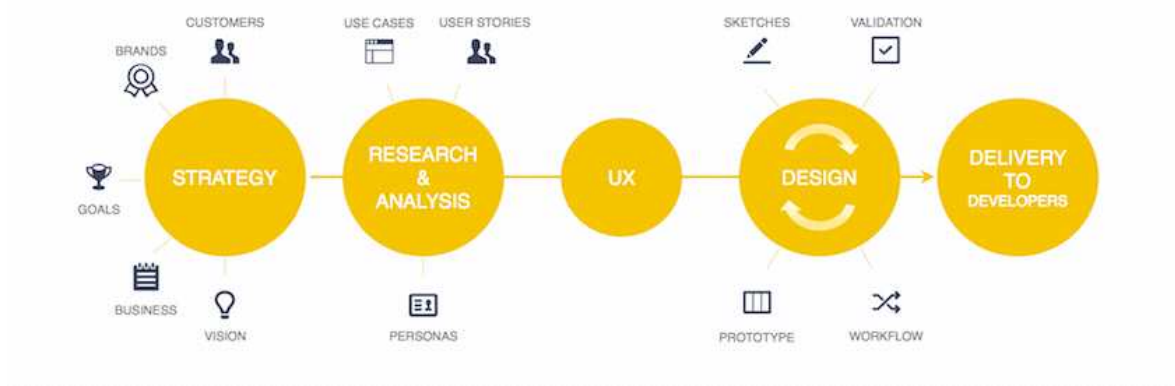 CUSTOMERS
BRANDS
GOALS
BUSINESS
VISION
STRATEGY
USE CASES
USER STORIES
RESEARCH
&
ANALYSIS
PERSONAS
UX
SKETCHES
VALIDATION
DESIGN
PROTOTYPE
WORKFLOW
DELIVERY
TO
DEVELOPERS